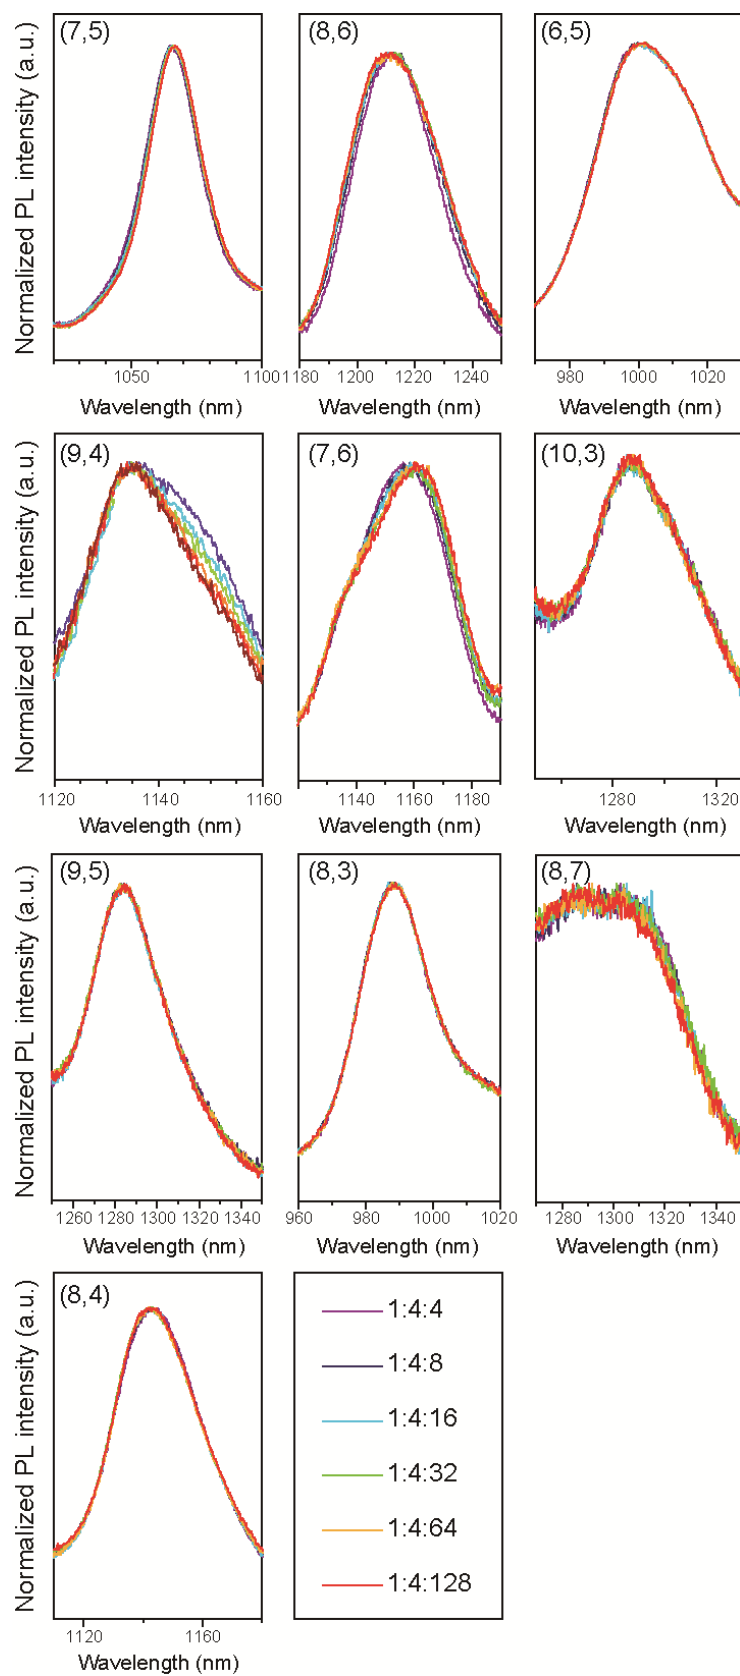 (7,5)
(8,6)
(6,5)
Normalized PL intensity (a.u.)
1050 1100
1180 1200 1220 1240
980 1000 1020
Wavelength (nm)
Wavelength (nm)
Wavelength (nm)
(9,4)
(7,6)
(10,3)
Normalized PL intensity (a.u.)
1120 1140 1160
1140 1160 1180
1280 1320
Wavelength (nm)
Wavelength (nm)
Wavelength (nm)
(9,5)
(8,3)
(8,7)
Normalized PL intensity (a.u.)
1260 1280 1300 1320 1340
960 980 1000 1020
1280 1300 1320 1340
Wavelength (nm)
Wavelength (nm)
Wavelength (nm)
(8,4)
Normalized PL intensity (a.u.)
1120 1160
Wavelength (nm)
1:4:4
1:4:8
1:4:16
1:4:32
1:4:64
1:4:128